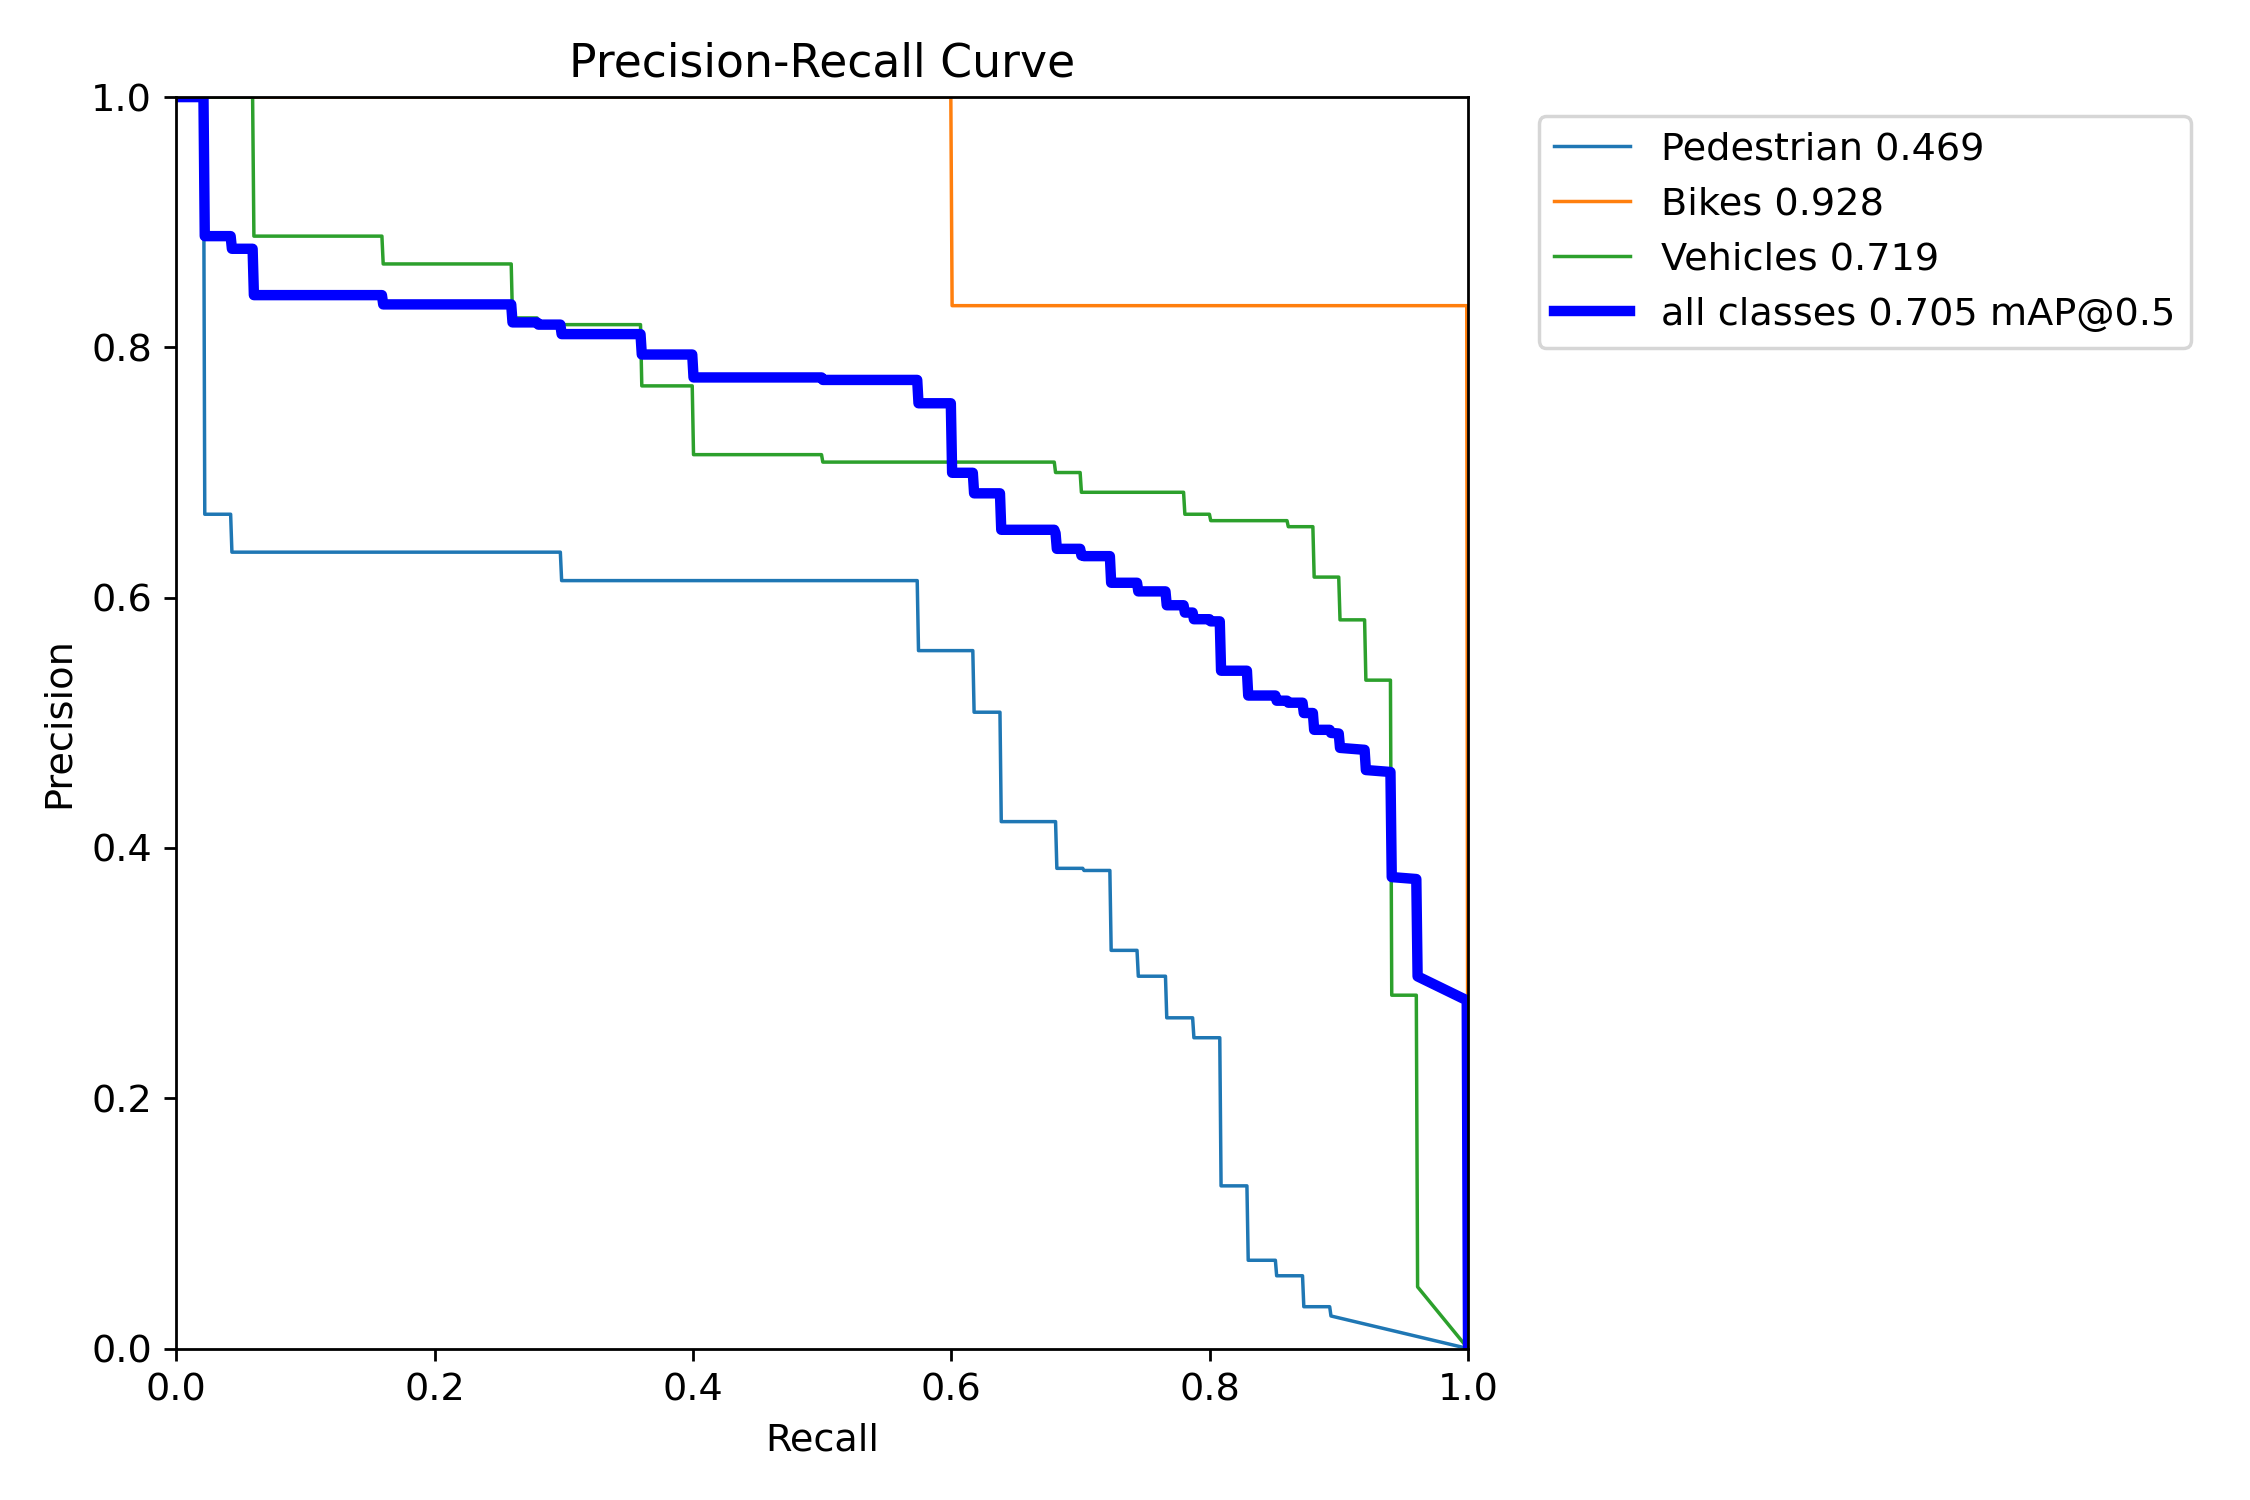 Precision-Recall Curve
1.0
0.8
0.6
0.4
0.2
0.0
Precision
0.0 0.2 0.4 0.6 0.8 1.0
Recall
Pedestrian 0.469
Bikes 0.928
Vehicles 0.719
all classes 0.705 mAP@0.5